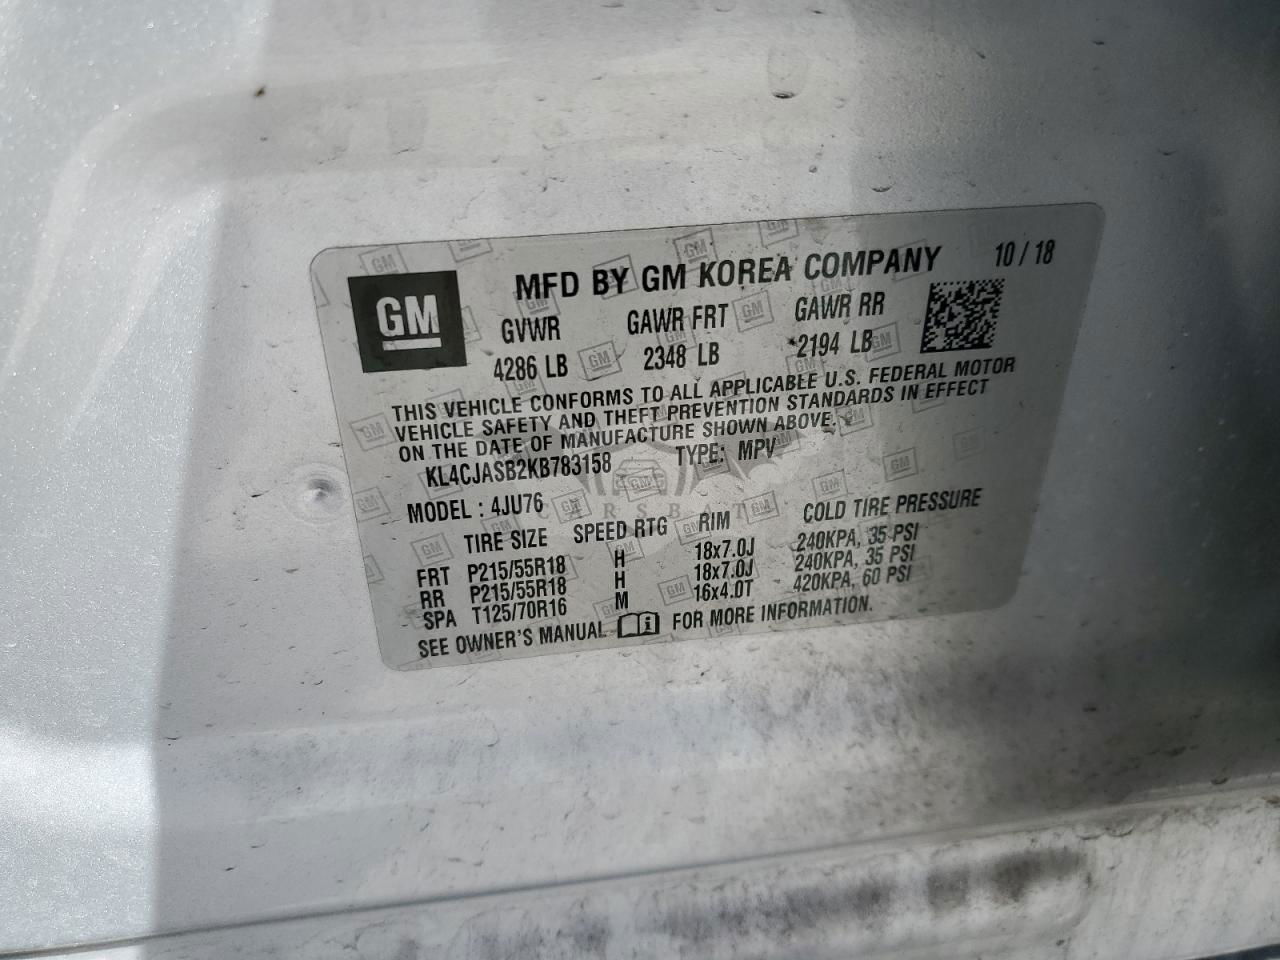 GM
MFD BY GM KOREA COMPANY 10 / 18
GVWR GAWR FRT GAWR RR
4286 LB 2348 LB 2194 LB
THIS VEHICLE CONFORMS TO ALL APPLICABLE U.S. FEDERAL MOTOR
VEHICLE SAFETY AND THEFT PREVENTION STANDARDS IN EFFECT
ON THE DATE OF MANUFACTURE SHOWN ABOVE.
KL4CJASB2KB783158 TYPE: MPV
MODEL : 4JU76
CARSBAT
TIRE SIZE SPEED RTG RIM COLD TIRE PRESSURE
FRT P215/55R18 H 18x7.0J 240KPA, 35 PSI
RR P215/55R18 H 18x7.0J 240KPA, 35 PSI
SPA T125/70R16 M 16x4.0T 420KPA, 60 PSI
SEE OWNER'S MANUAL FOR MORE INFORMATION.